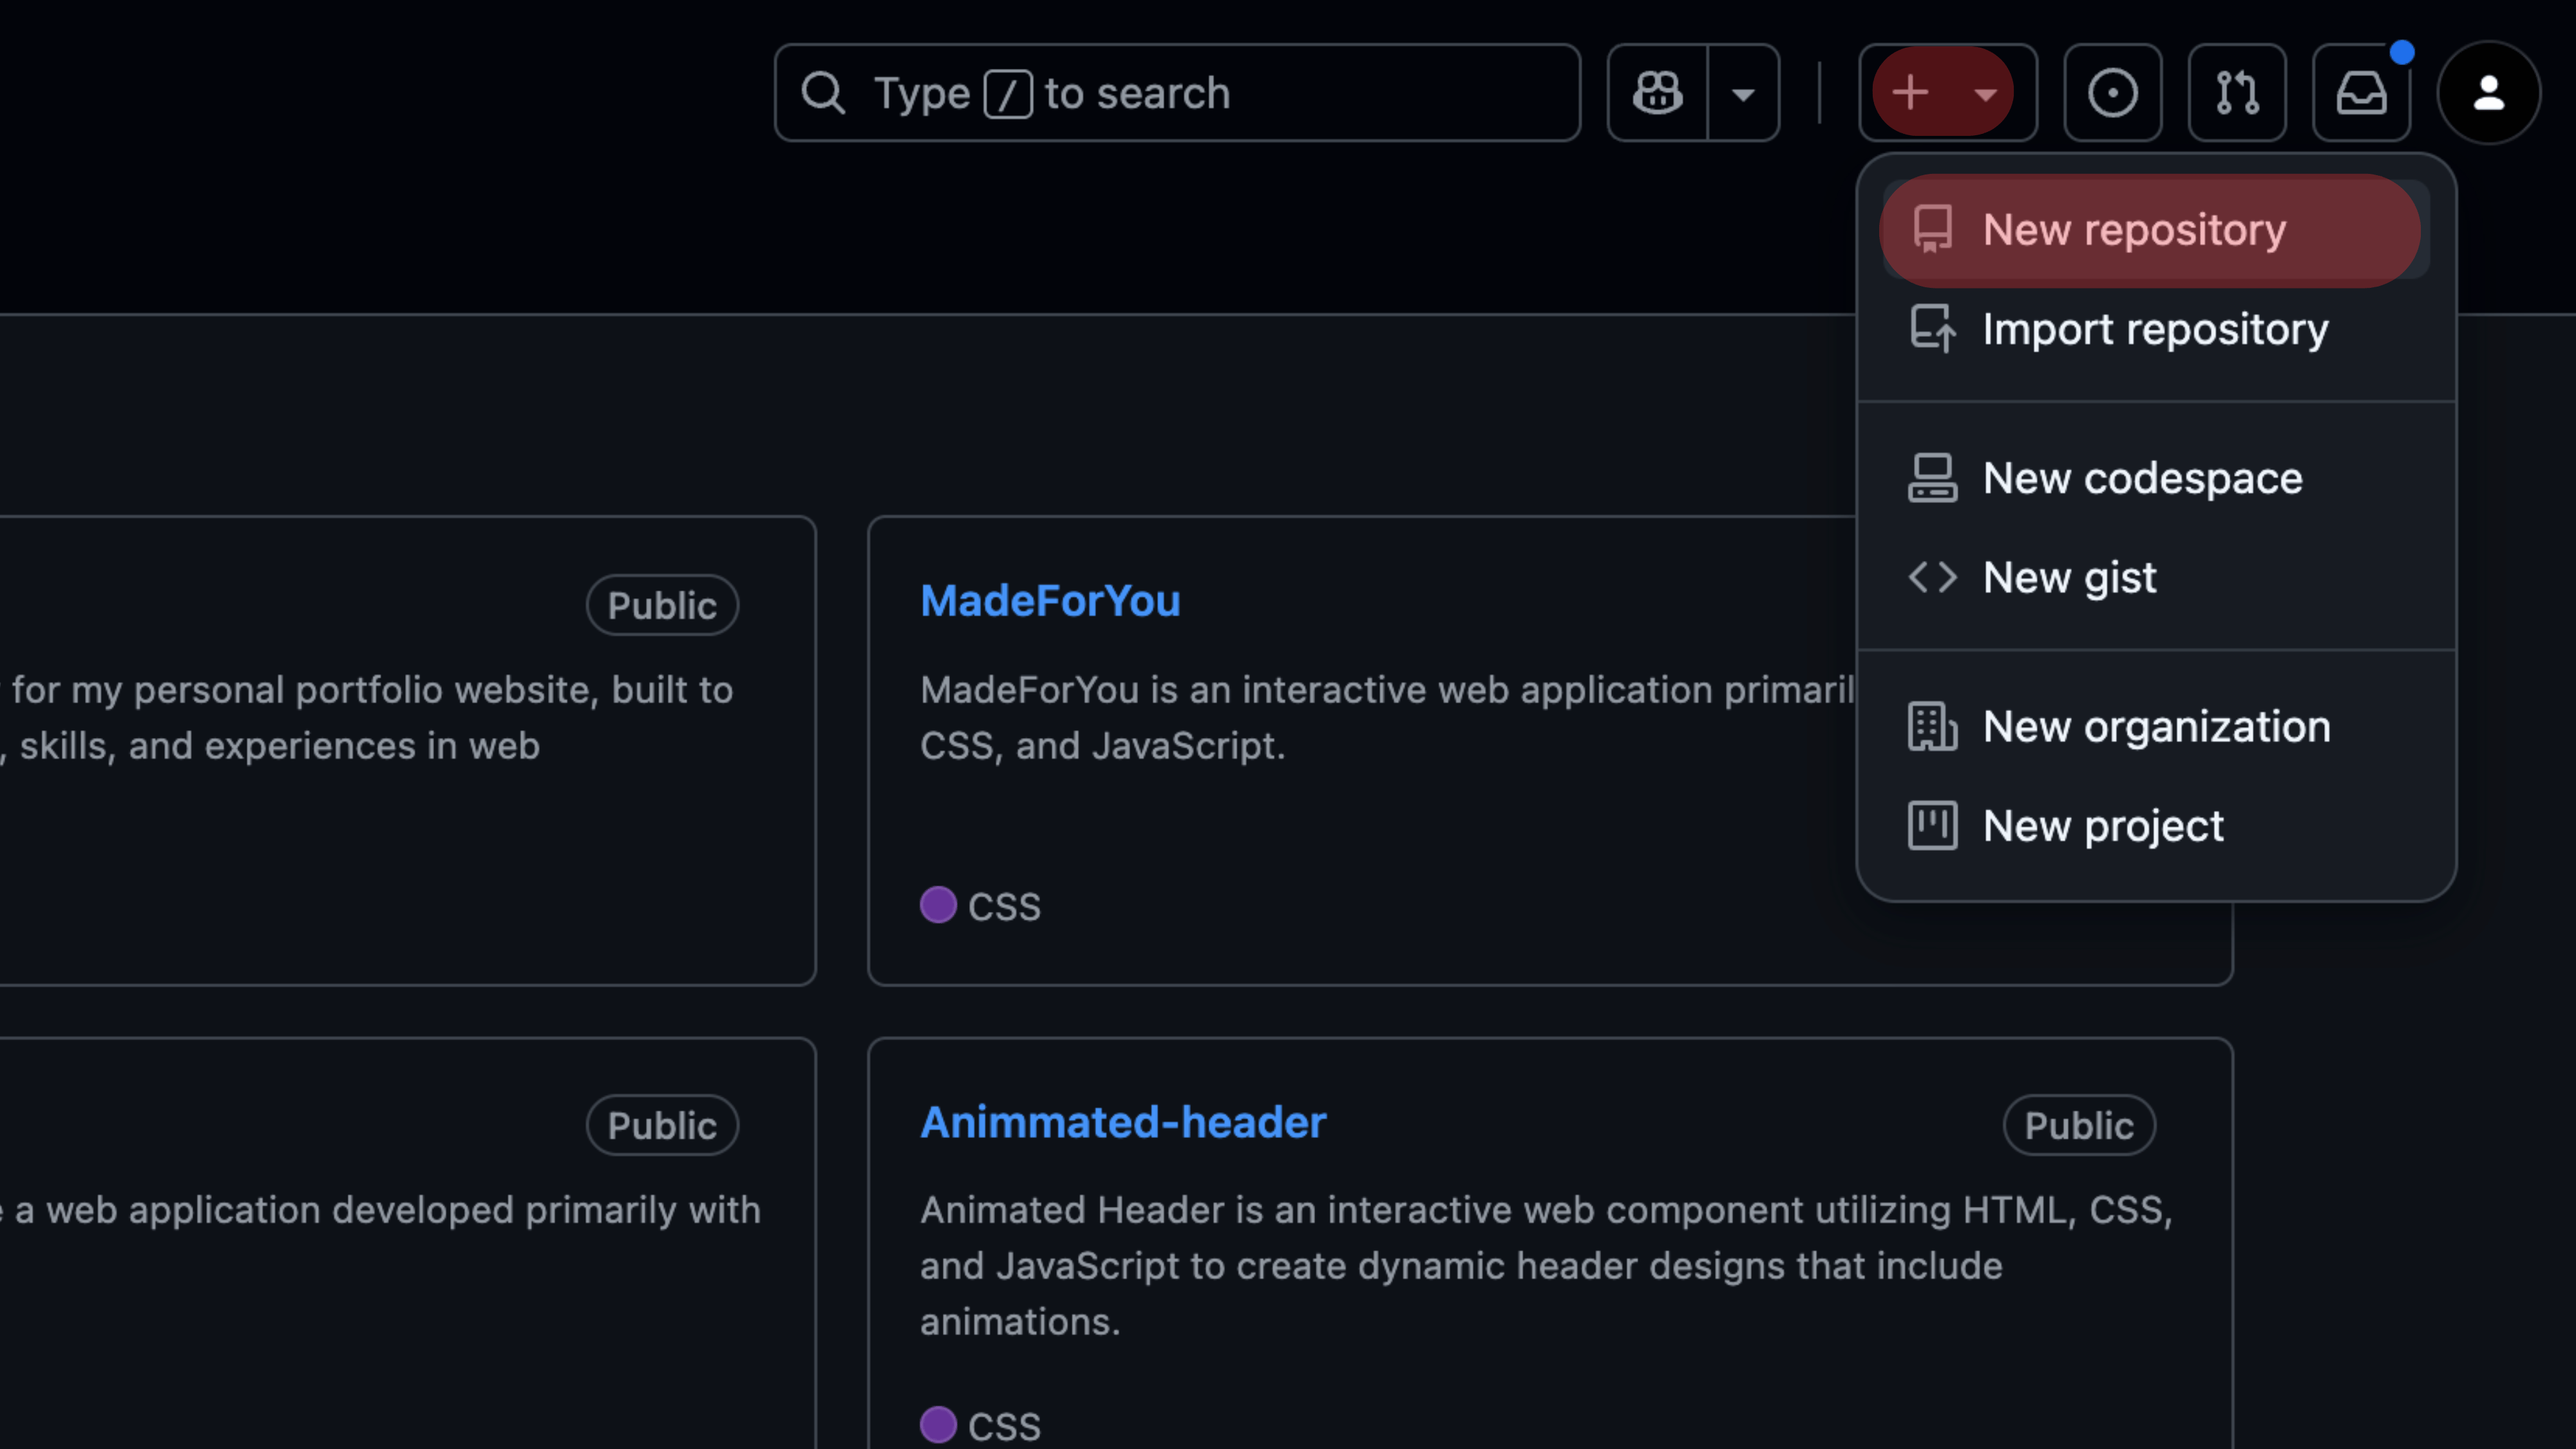 Type / to search
New repository
Import repository
New codespace
New gist
New organization
New project
Public
for my personal portfolio website, built to
, skills, and experiences in web
MadeForYou
MadeForYou is an interactive web application
CSS, and JavaScript.
CSS
Public
a web application developed primarily with
Animmated-header
Public
Animated Header is an interactive web component utilizing HTML, CSS,
and JavaScript to create dynamic header designs that include
animations.
CSS